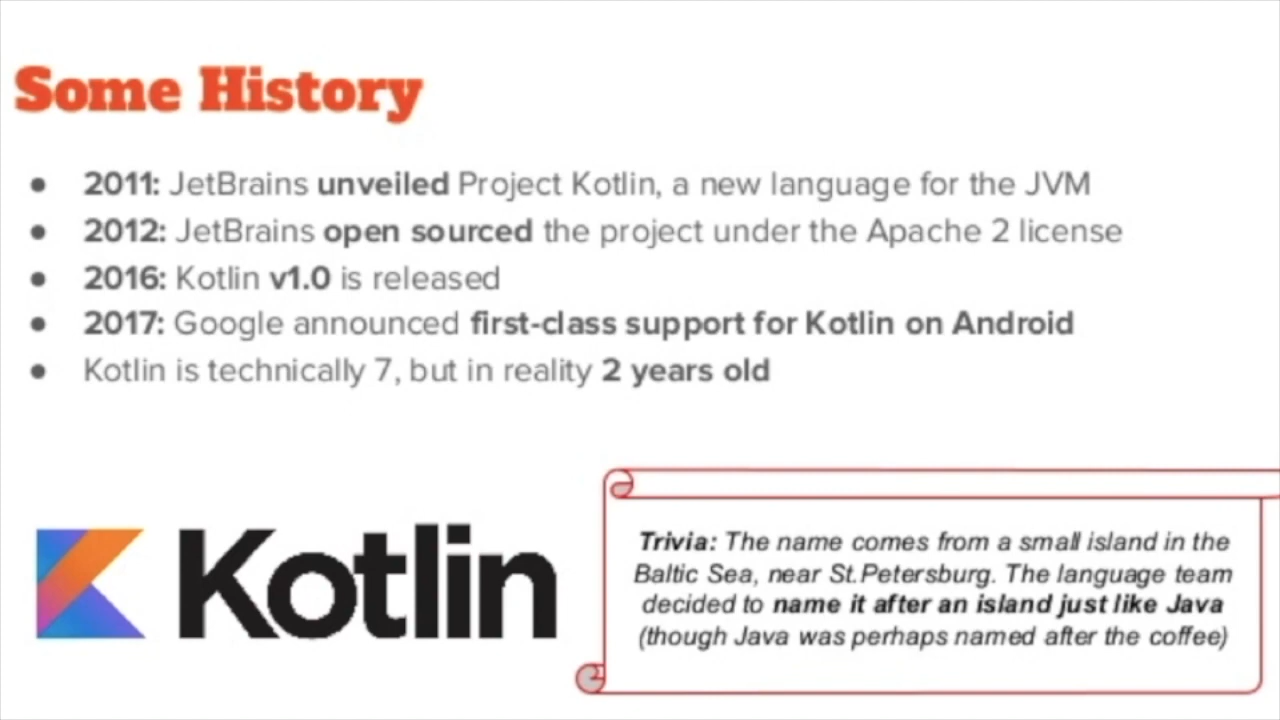 Some History
● 2011: JetBrains unveiled Project Kotlin, a new language for the JVM
● 2012: JetBrains open sourced the project under the Apache 2 license
● 2016: Kotlin v1.0 is released
● 2017: Google announced first-class support for Kotlin on Android
● Kotlin is technically 7, but in reality 2 years old
Kotlin
Trivia: The name comes from a small island in the
Baltic Sea, near St.Petersburg. The language team
decided to name it after an island just like Java
(though Java was perhaps named after the coffee)